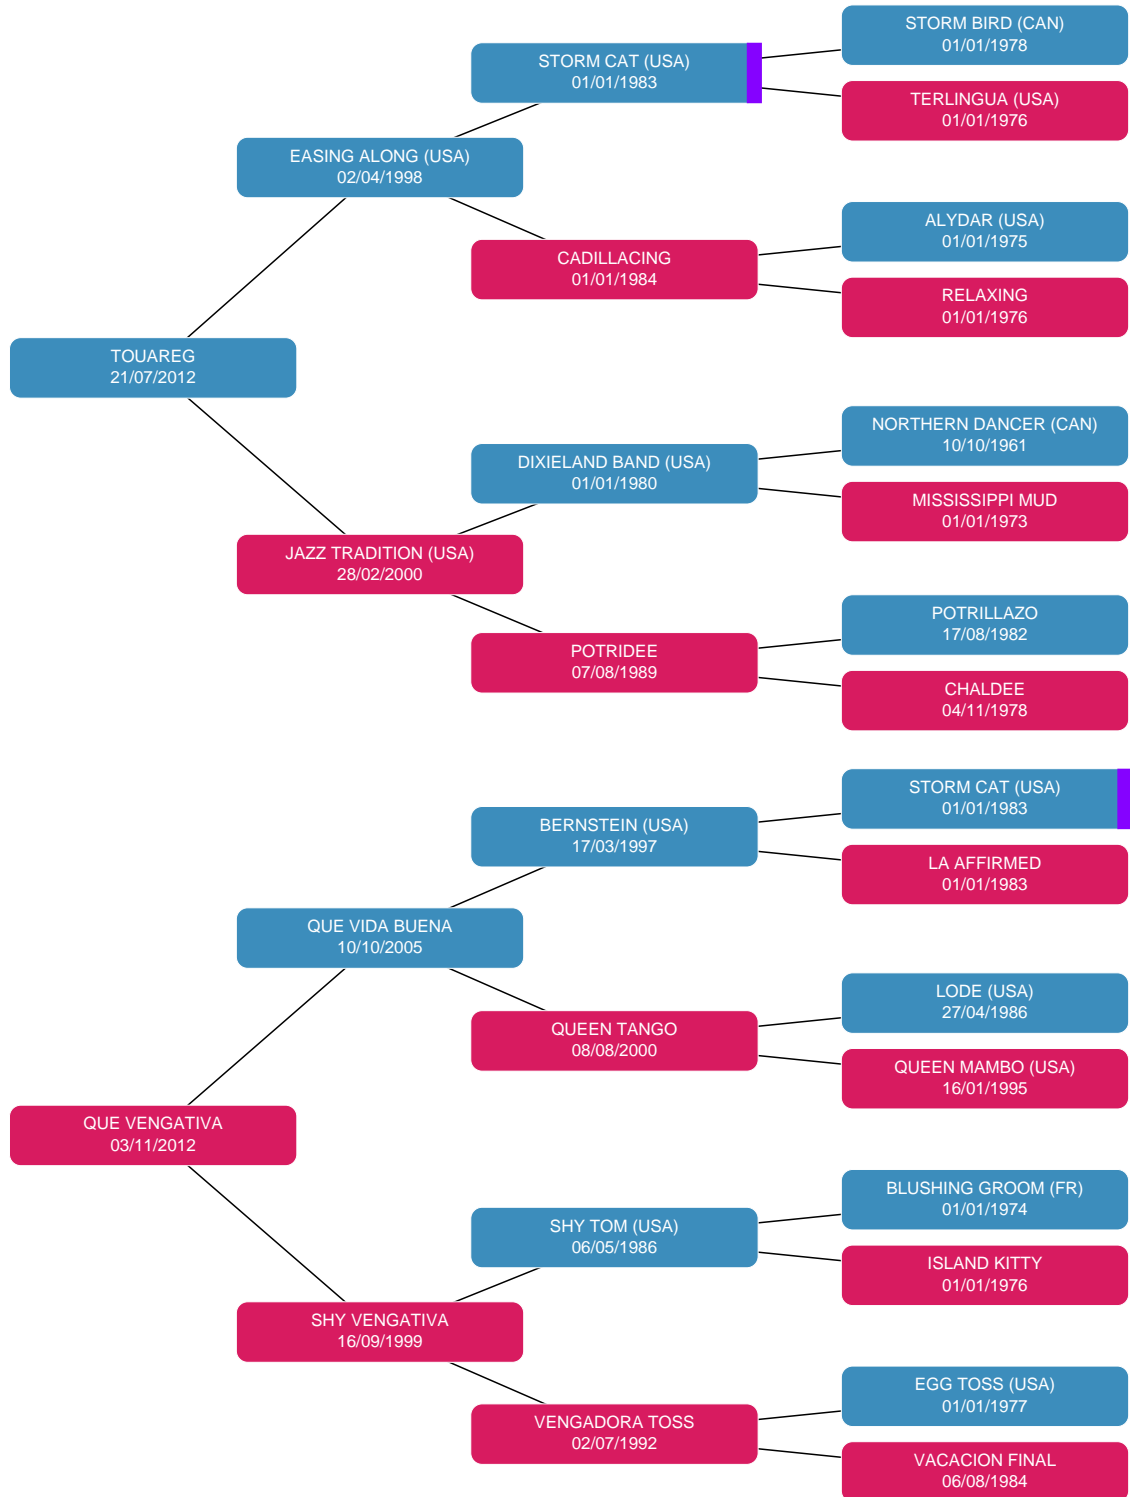 STORM BIRD (CAN)
01/01/1978
STORM CAT (USA)
01/01/1983
TERLINGUA (USA)
01/01/1976
EASING ALONG (USA)
02/04/1998
ALYDAR (USA)
01/01/1975
CADILLACING
01/01/1984
RELAXING
01/01/1976
TOUAREG
21/07/2012
NORTHERN DANCER (CAN)
10/10/1961
DIXIELAND BAND (USA)
01/01/1980
MISSISSIPPI MUD
01/01/1973
JAZZ TRADITION (USA)
28/02/2000
POTRILLAZO
17/08/1982
POTRIDEE
07/08/1989
CHALDEE
04/11/1978
STORM CAT (USA)
01/01/1983
BERNSTEIN (USA)
17/03/1997
LA AFFIRMED
01/01/1983
QUE VIDA BUENA
10/10/2005
LODE (USA)
27/04/1986
QUEEN TANGO
08/08/2000
QUEEN MAMBO (USA)
16/01/1995
QUE VENGATIVA
03/11/2012
BLUSHING GROOM (FR)
01/01/1974
SHY TOM (USA)
06/05/1986
ISLAND KITTY
01/01/1976
SHY VENGATIVA
16/09/1999
EGG TOSS (USA)
01/01/1977
VENGADORA TOSS
02/07/1992
VACACION FINAL
06/08/1984